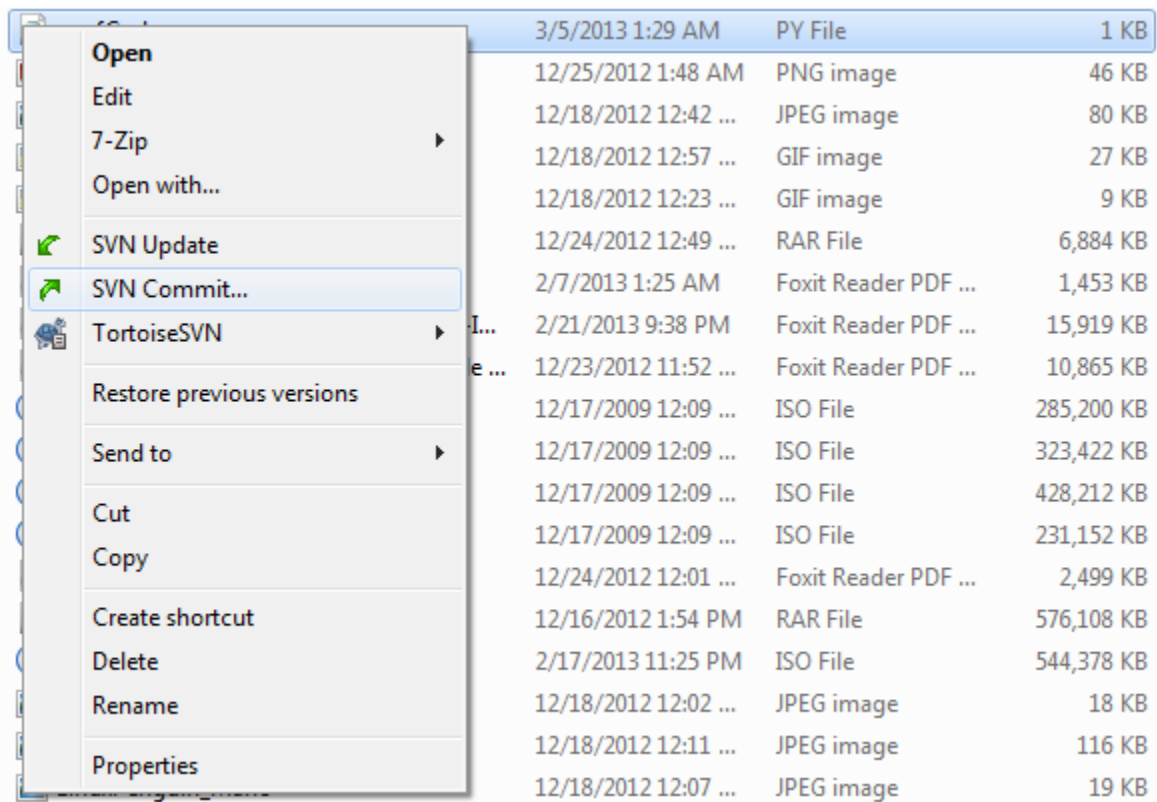 3/5/2013 1:29 AM PY File 1 KB
Open 12/25/2012 1:48 AM PNG image 46 KB
Edit 12/18/2012 12:42 ... JPEG image 80 KB
7-Zip 12/18/2012 12:57 ... GIF image 27 KB
Open with... 12/18/2012 12:23 ... GIF image 9 KB
SVN Update 12/24/2012 12:49 ... RAR File 6,884 KB
SVN Commit... 2/7/2013 1:25 AM Foxit Reader PDF ... 1,453 KB
TortoiseSVN -I... 2/21/2013 9:38 PM Foxit Reader PDF ... 15,919 KB
e ... 12/23/2012 11:52 ... Foxit Reader PDF ... 10,865 KB
Restore previous versions 12/17/2009 12:09 ... ISO File 285,200 KB
Send to 12/17/2009 12:09 ... ISO File 323,422 KB
12/17/2009 12:09 ... ISO File 428,212 KB
Cut 12/17/2009 12:09 ... ISO File 231,152 KB
Copy 12/24/2012 12:01 ... Foxit Reader PDF ... 2,499 KB
Create shortcut 12/16/2012 1:54 PM RAR File 576,108 KB
Delete 2/17/2013 11:25 PM ISO File 544,378 KB
Rename 12/18/2012 12:02 ... JPEG image 18 KB
Properties 12/18/2012 12:11 ... JPEG image 116 KB
12/18/2012 12:07 ... JPEG image 19 KB